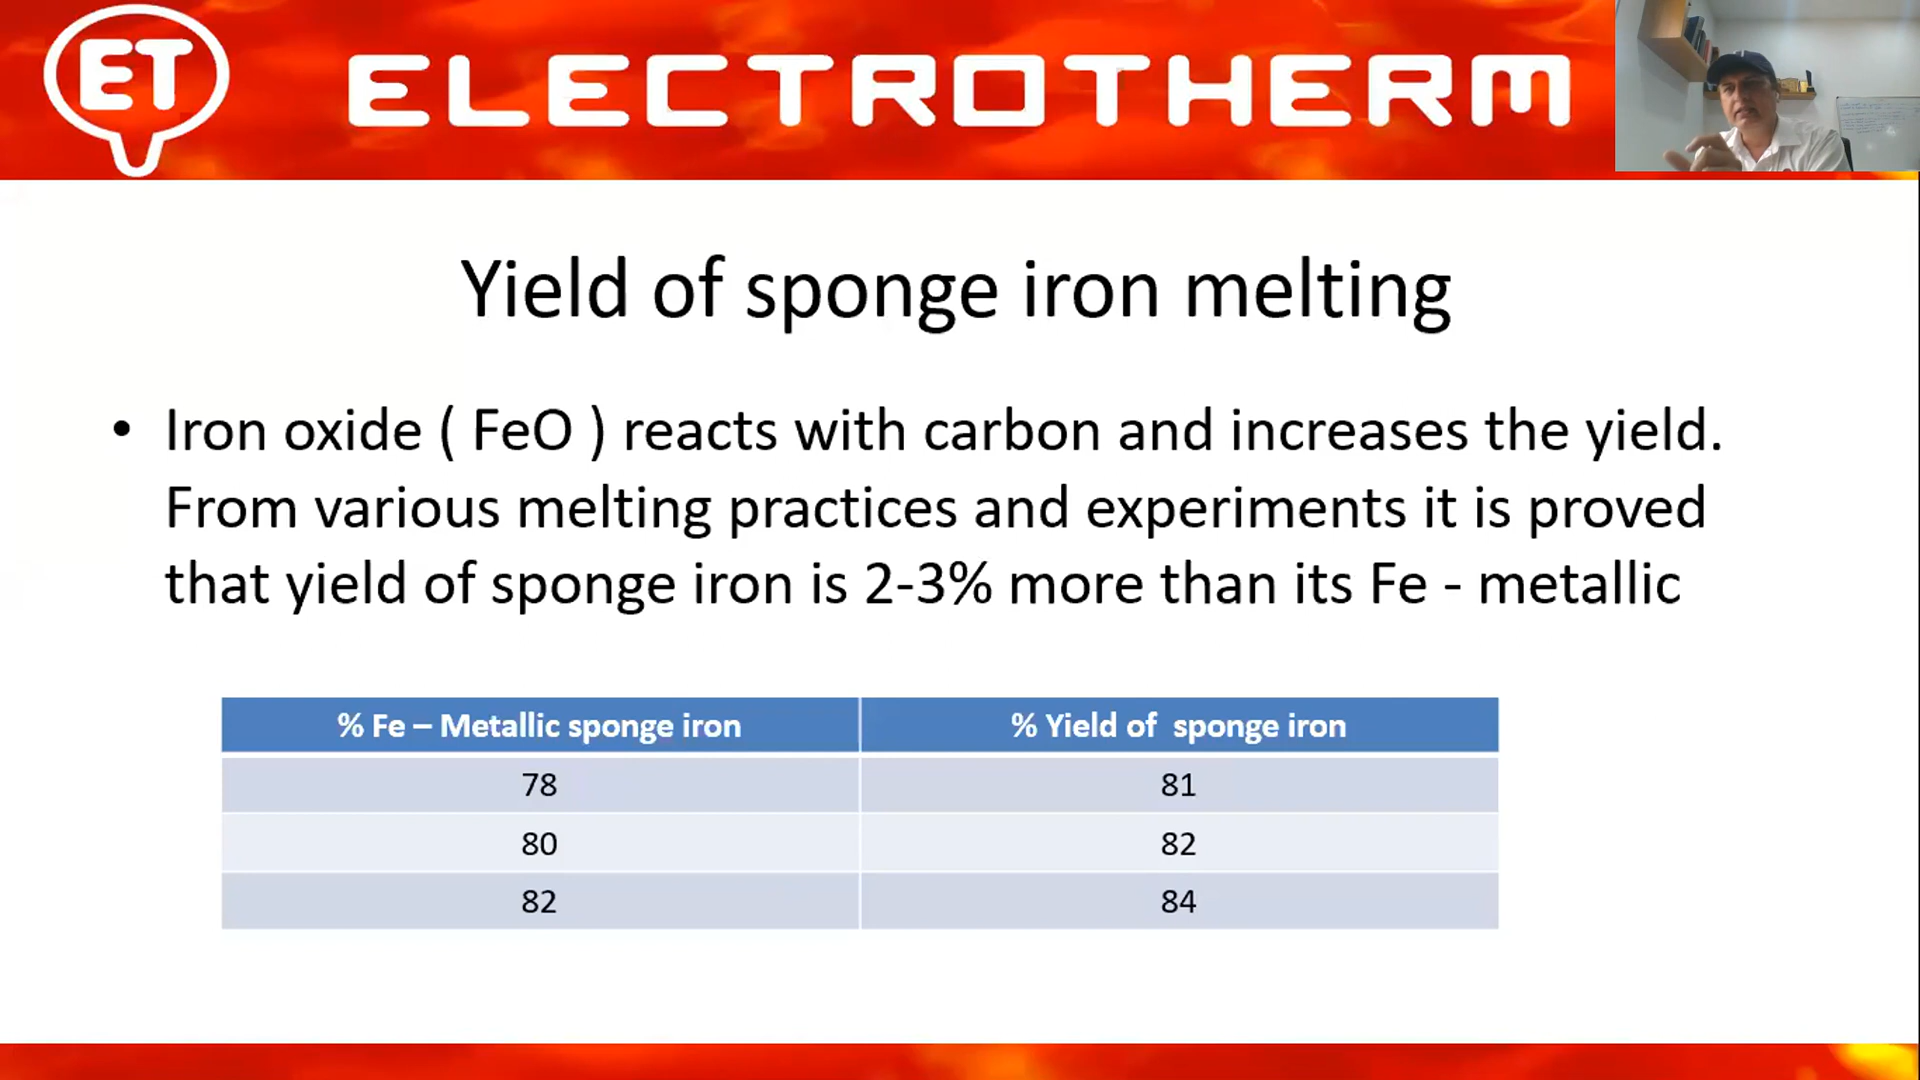 ET ELECTROTHERM
Yield of sponge iron melting
• Iron oxide ( FeO ) reacts with carbon and increases the yield.
From various melting practices and experiments it is proved
that yield of sponge iron is 2-3% more than its Fe - metallic
% Fe – Metallic sponge iron % Yield of sponge iron
78 81
80 82
82 84